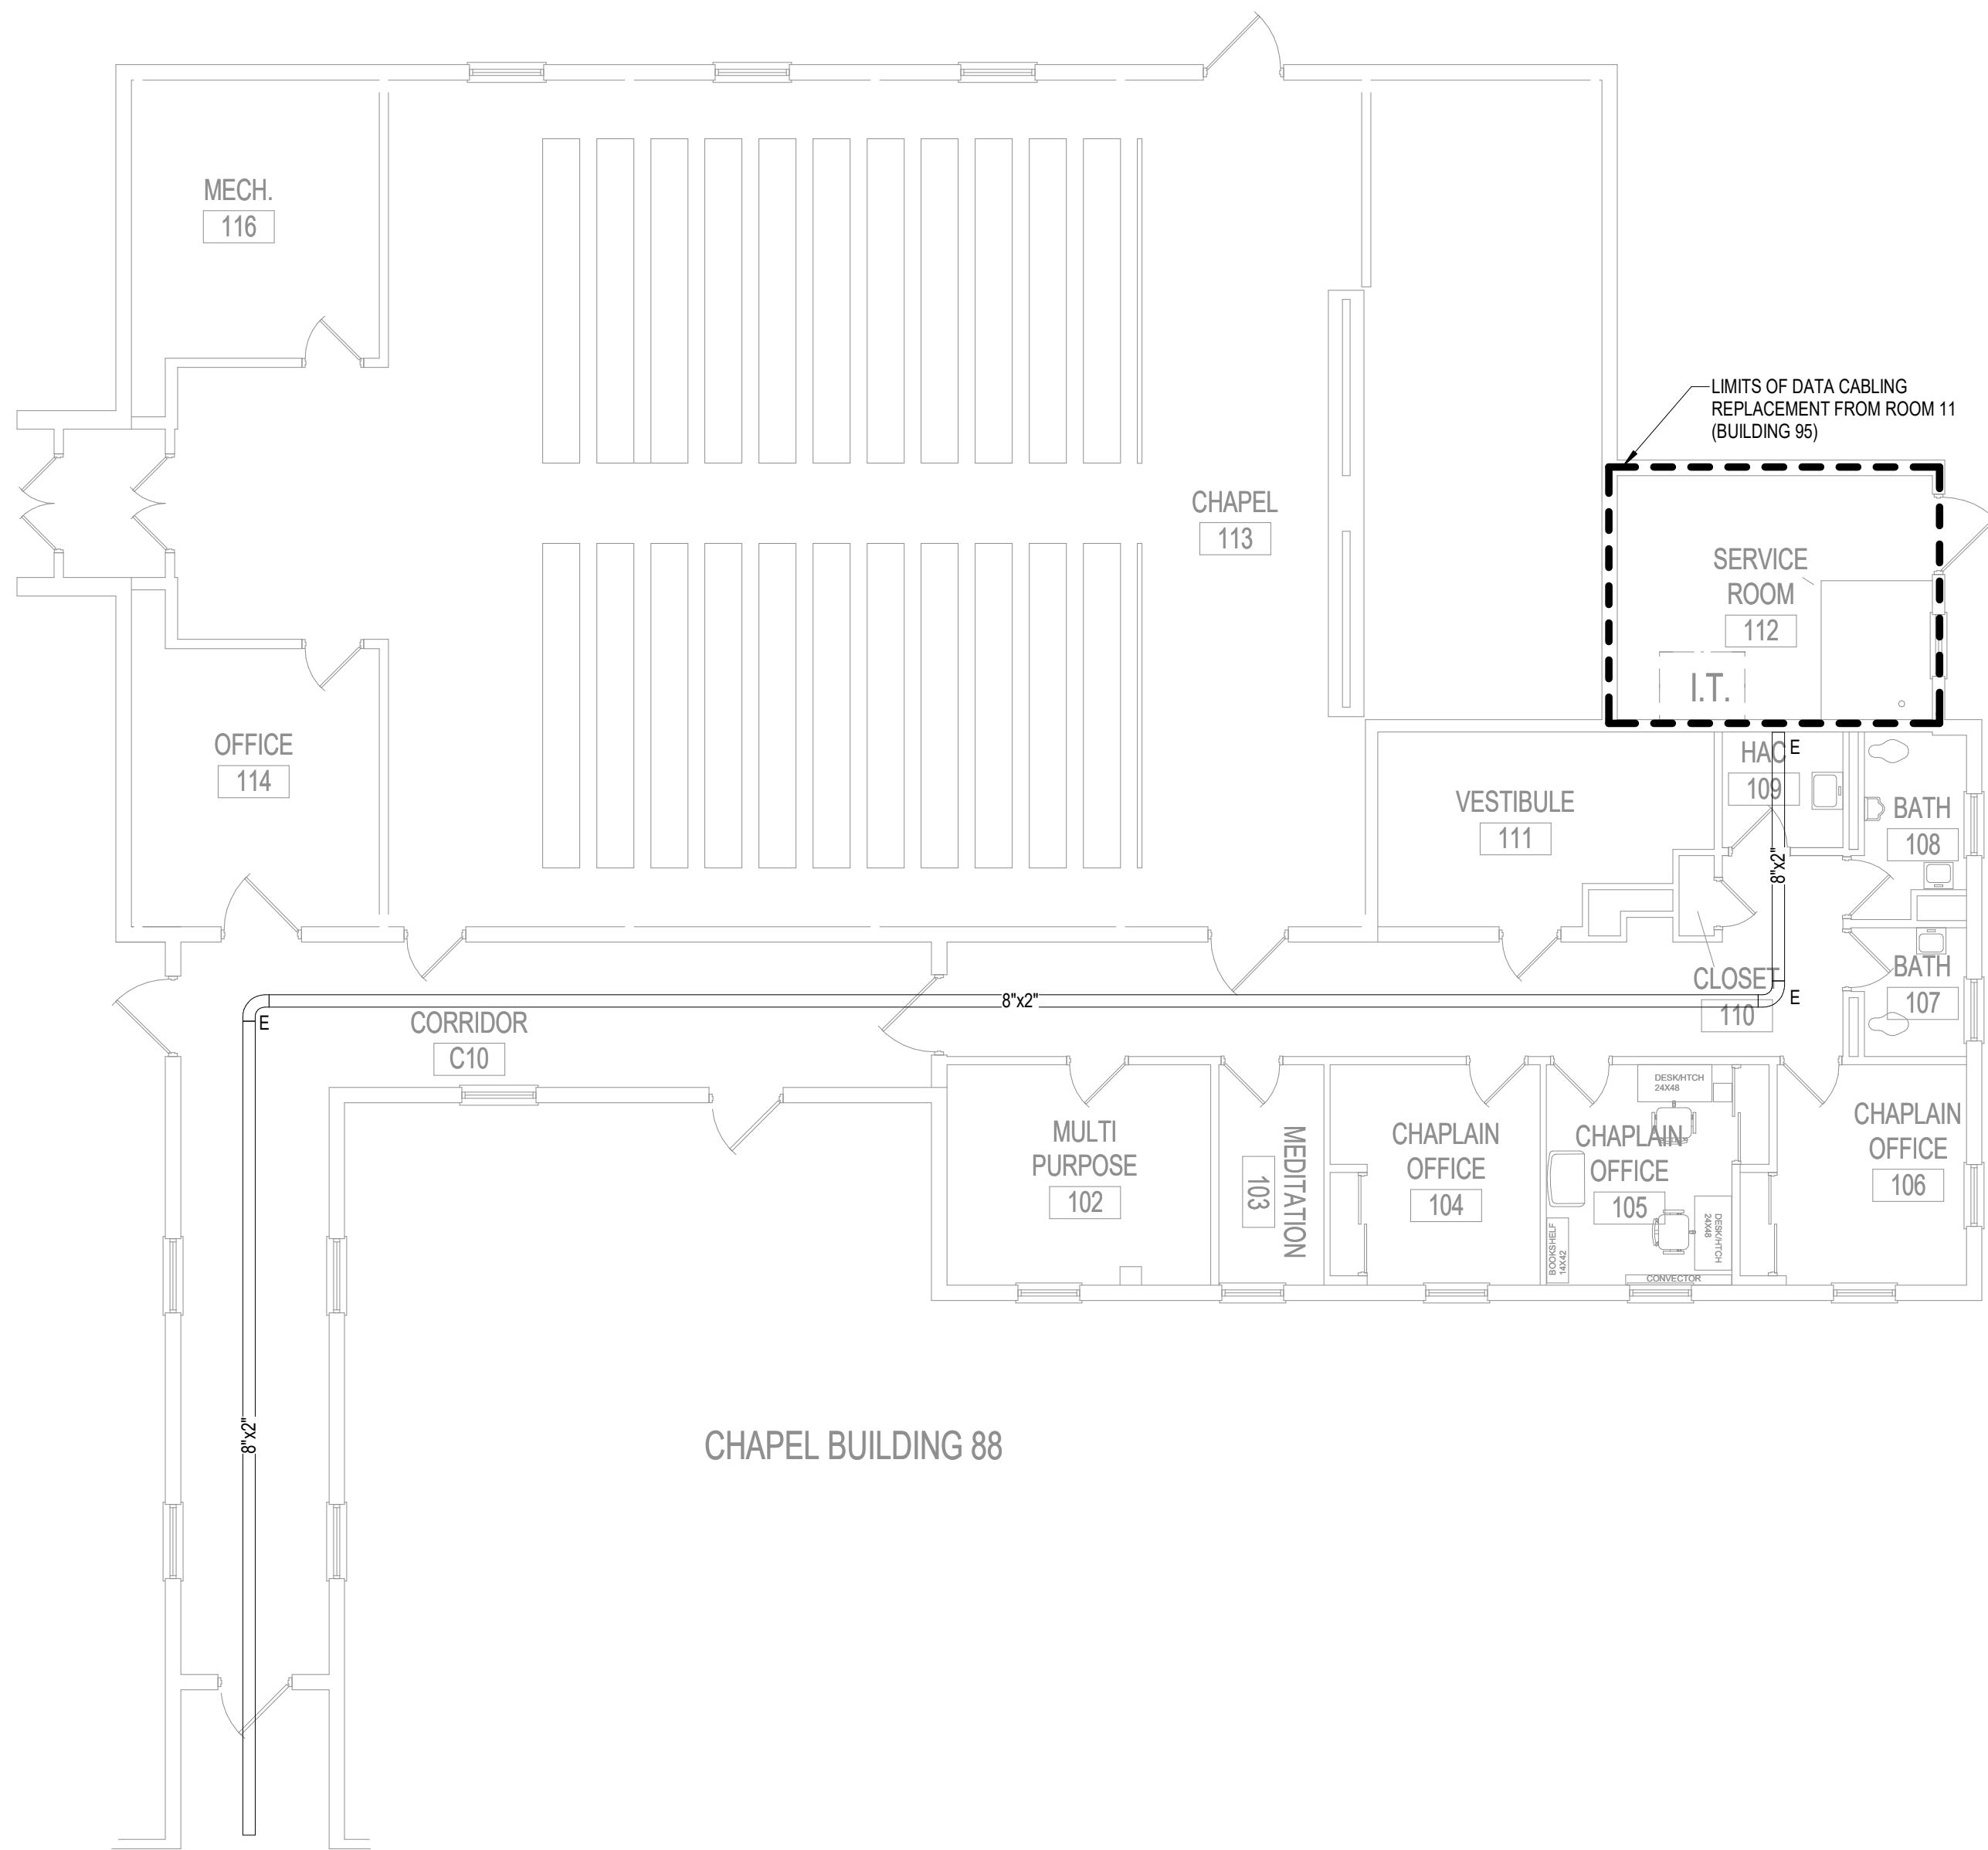 MECH.
116
LIMITS OF DATA CABLING
REPLACEMENT FROM ROOM 11
(BUILDING 95)
CHAPEL
113
SERVICE
ROOM
112
I.T.
OFFICE
114
HAC
109
E
VESTIBULE
111
BATH
108
8"x2"
BATH
107
CLOSET
110
E
8"x2"
E
CORRIDOR
C10
MULTI
PURPOSE
102
MEDITATION
103
CHAPLAIN
OFFICE
104
DESK/HTCH
24X48
CHAPLAIN
OFFICE
105
DESK/HTCH
24X48
BOOKSHELF
14X42
CONVECTOR
CHAPLAIN
OFFICE
106
8"x2"
CHAPEL BUILDING 88